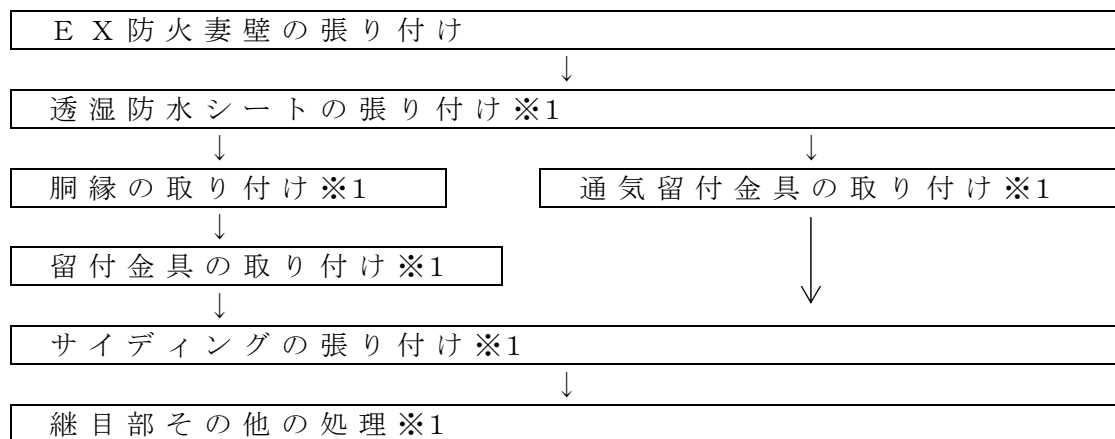 ＥＸ防火妻壁の張り付け
↓
透湿防水シートの張り付け※1
↓ ↓
胴縁の取り付け※1 通気留付金具の取り付け※1
↓
留付金具の取り付け※1
↓
サイディングの張り付け※1
↓
継目部その他の処理※1